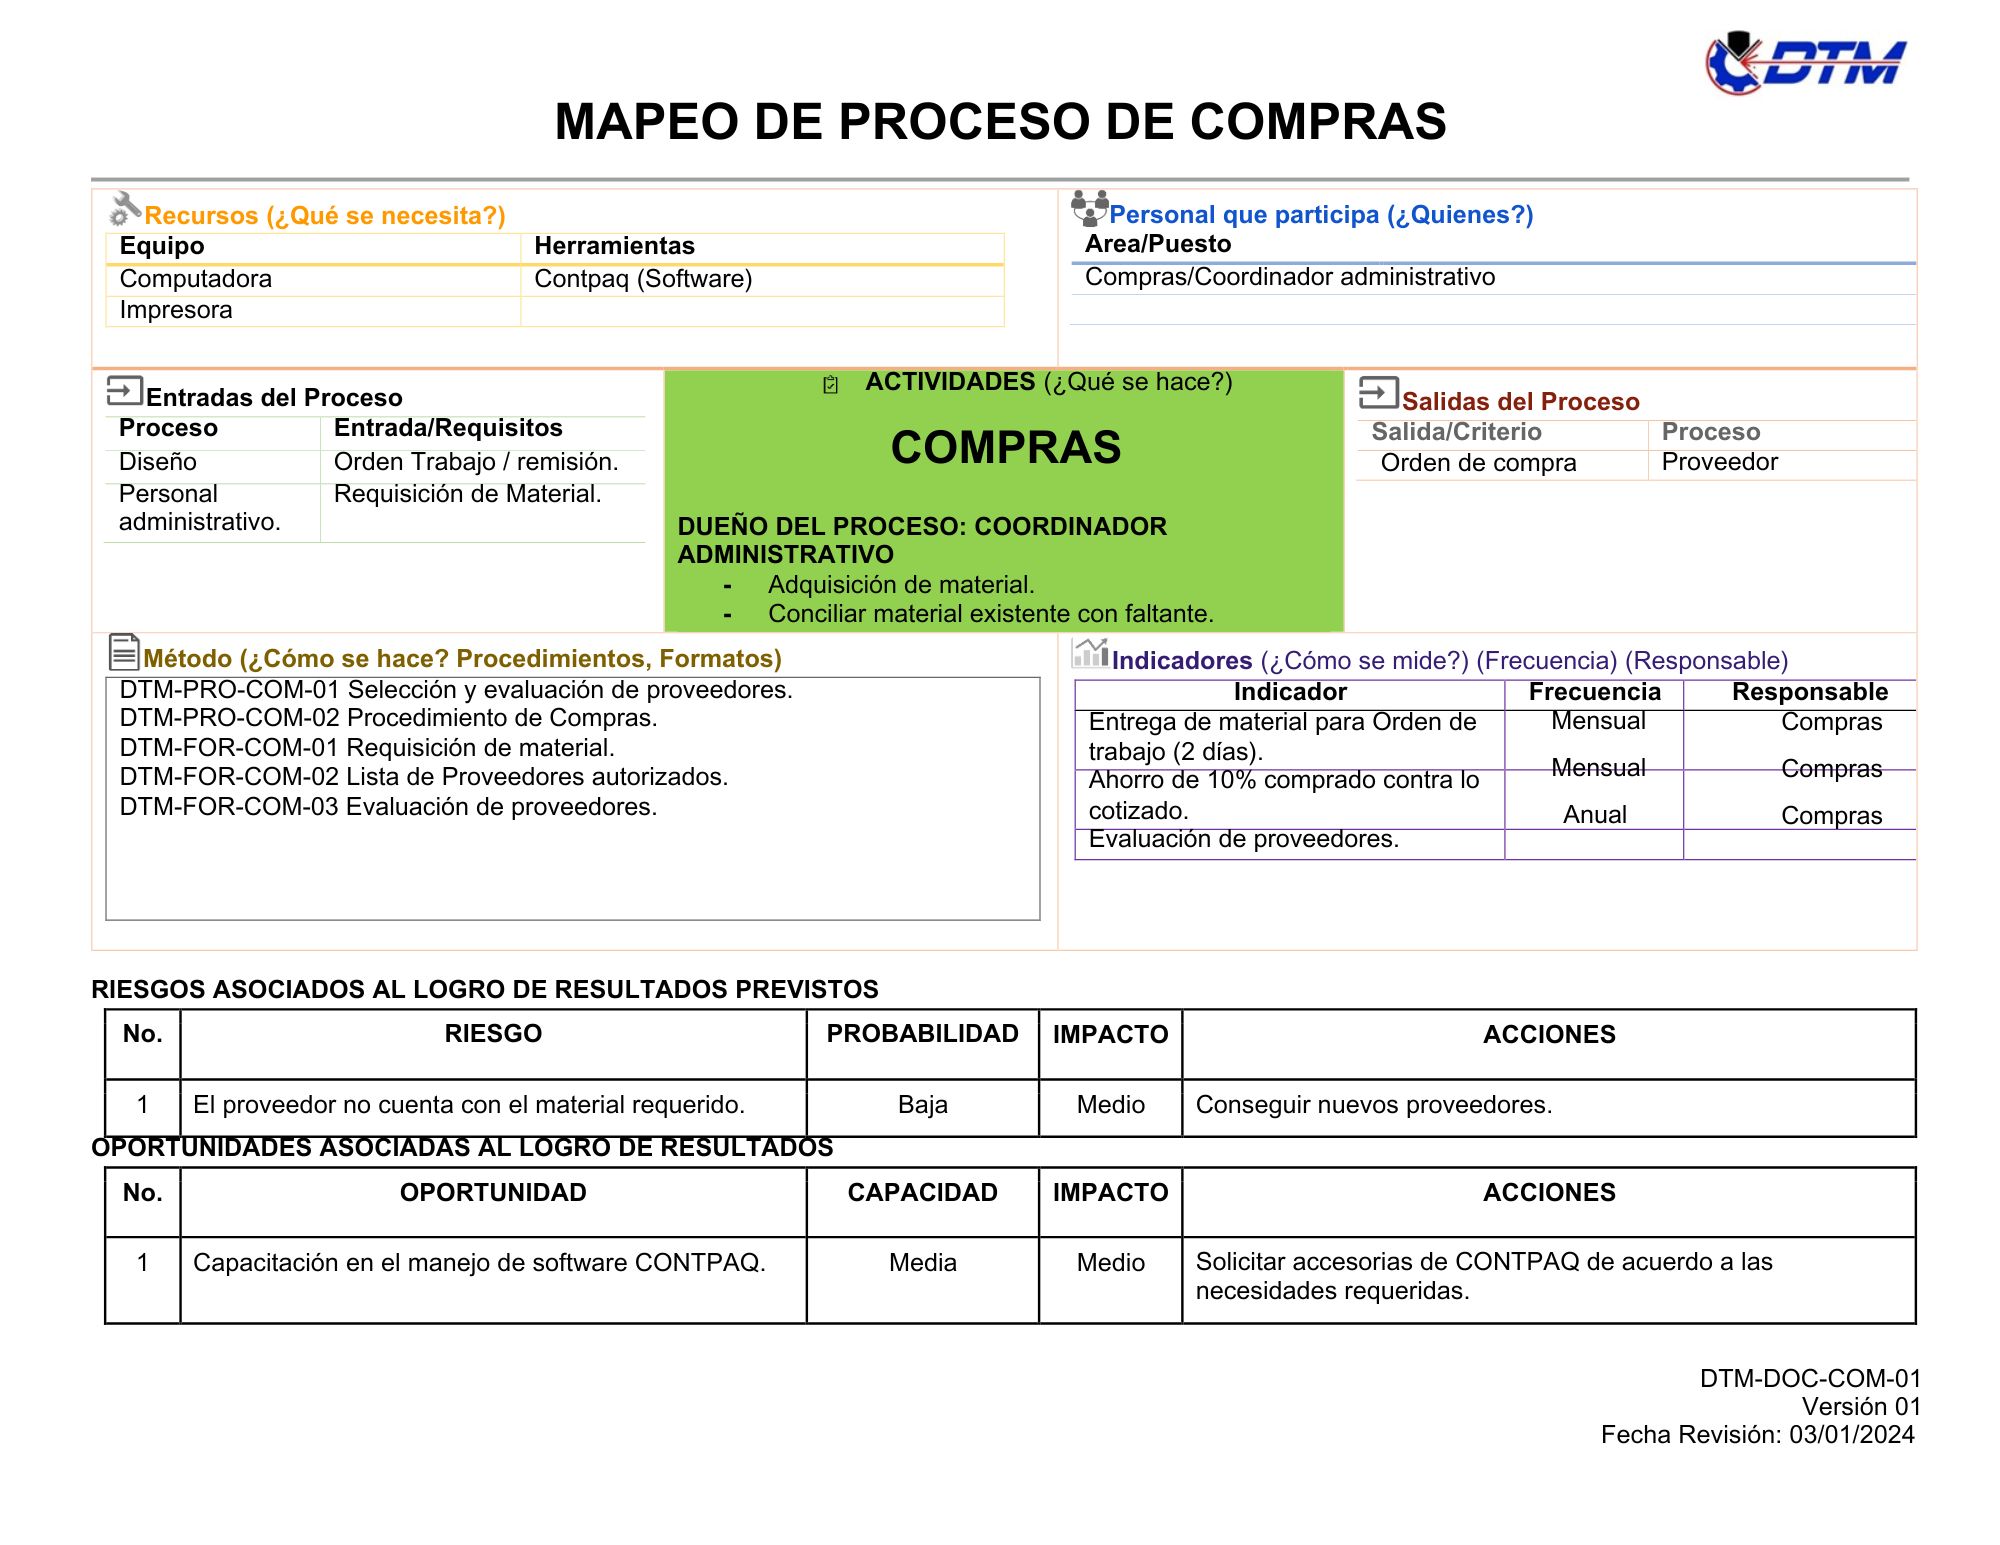 DTM
MAPEO DE PROCESO DE COMPRAS
Recursos (¿Qué se necesita?)
Equipo Herramientas
Computadora Contpaq (Software)
Impresora
Personal que participa (¿Quienes?)
Area/Puesto
Compras/Coordinador administrativo
Entradas del Proceso
Proceso Entrada/Requisitos
Diseño Orden Trabajo / remisión.
Personal Requisición de Material.
administrativo.
ACTIVIDADES (¿Qué se hace?)
COMPRAS
DUEÑO DEL PROCESO: COORDINADOR
ADMINISTRATIVO
- Adquisición de material.
- Conciliar material existente con faltante.
Salidas del Proceso
Salida/Criterio Proceso
Orden de compra Proveedor
Método (¿Cómo se hace? Procedimientos, Formatos)
DTM-PRO-COM-01 Selección y evaluación de proveedores.
DTM-PRO-COM-02 Procedimiento de Compras.
DTM-FOR-COM-01 Requisición de material.
DTM-FOR-COM-02 Lista de Proveedores autorizados.
DTM-FOR-COM-03 Evaluación de proveedores.
Indicadores (¿Cómo se mide?) (Frecuencia) (Responsable)
Indicador Frecuencia Responsable
Entrega de material para Orden de Mensual Compras
trabajo (2 días).
Mensual Compras
Ahorro de 10% comprado contra lo
cotizado. Anual Compras
Evaluación de proveedores.
RIESGOS ASOCIADOS AL LOGRO DE RESULTADOS PREVISTOS
No. RIESGO PROBABILIDAD IMPACTO ACCIONES
1 El proveedor no cuenta con el material requerido. Baja Medio Conseguir nuevos proveedores.
OPORTUNIDADES ASOCIADAS AL LOGRO DE RESULTADOS
No. OPORTUNIDAD CAPACIDAD IMPACTO ACCIONES
1 Capacitación en el manejo de software CONTPAQ. Media Medio Solicitar accesorias de CONTPAQ de acuerdo a las
necesidades requeridas.
DTM-DOC-COM-01
Versión 01
Fecha Revisión: 03/01/2024